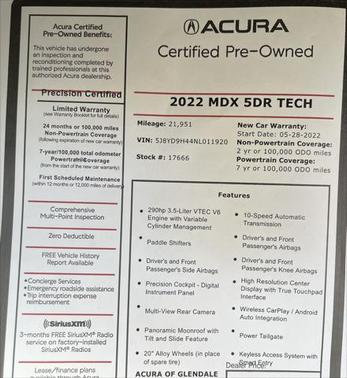 Acura Certified
Pre-Owned Benefits:
This vehicle has undergone
an inspection and
reconditioning completed by
trained professionals at this
authorized Acura dealership.
Precision Certified
Limited Warranty
(see Warranty Booklet for full details)
24 months or 100,000 miles
Non-Powertrain Coverage
(following expiration of new car warranty)
7-year/100,000 total odometer
Powertrain Coverage
(from the start of the new car warranty)
First Scheduled Maintenance
(within 12 months or 12,000 miles of delivery)
Comprehensive
Multi-Point Inspection
Zero Deductible
FREE Vehicle History
Report Available
•Concierge Services
•Emergency roadside assistance
•Trip interruption expense
reimbursement
SiriusXM
3-months FREE SiriusXM® Radio
service on factory-installed
SiriusXM® Radios
Lease/finance plans
available through Acura
ACURA
Certified Pre-Owned
2022 MDX 5DR TECH
Mileage: 21,951
VIN: 5J8YD9H44NL011920
Stock #: 17666
New Car Warranty:
Start Date: 05-28-2022
Non-Powertrain Coverage:
2 yr or 100,000 ODO miles
Powertrain Coverage:
7 yr or 100,000 ODO miles
Features
• 290hp 3.5-Liter VTEC V6
Engine with Variable
Cylinder Management
• Paddle Shifters
• Driver's and Front
Passenger's Side Airbags
• Precision Cockpit - Digital
Instrument Panel
• Multi-View Rear Camera
• Panoramic Moonroof with
Tilt and Slide Feature
• 20" Alloy Wheels (in place
of spare tire)
• 10-Speed Automatic
Transmission
• Driver's and Front
Passenger's Airbags
• Driver's and Front
Passenger's Knee Airbags
• High Resolution Center
Display with True Touchpad
Interface
• Wireless CarPlay / Android
Auto Integration
• Power Tailgate
• Keyless Access System with
Smart Entry
Dealer Price:
ACURA OF GLENDALE